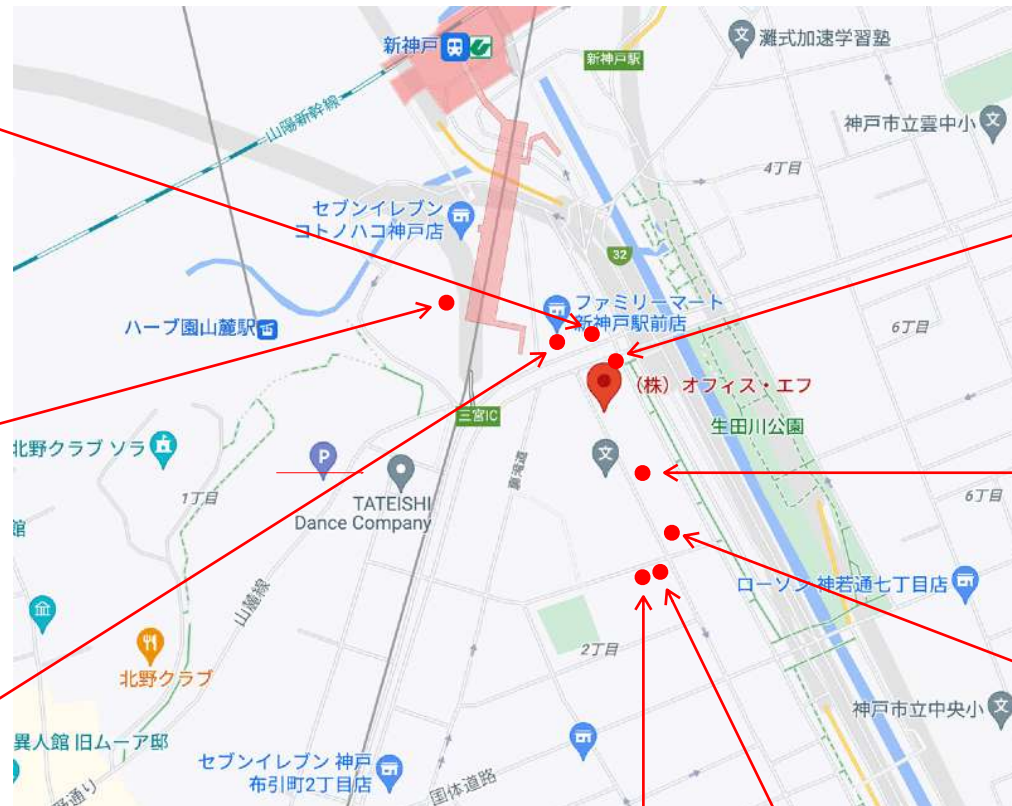 新神戸
新神戸駅
灘式加速学習塾
山陽新幹線
神戸市立雲中小
4丁目
セブンイレブン
コトノハコ神戸店
32
ハーブ園山麓駅
ファミリーマート
新神戸駅前店
6丁目
(株) オフィス・エフ
三宮IC
生田川公園
北野クラブ ソラ
P
1丁目
TATEISHI
Dance Company
6丁目
館
ローソン 神若通七丁目店
山麓線
2丁目
北野クラブ
神戸市立中央小
異人館 旧ムーア邸
セブンイレブン 神戸
布引町2丁目店
国体道路
野通り
文
文
文
文